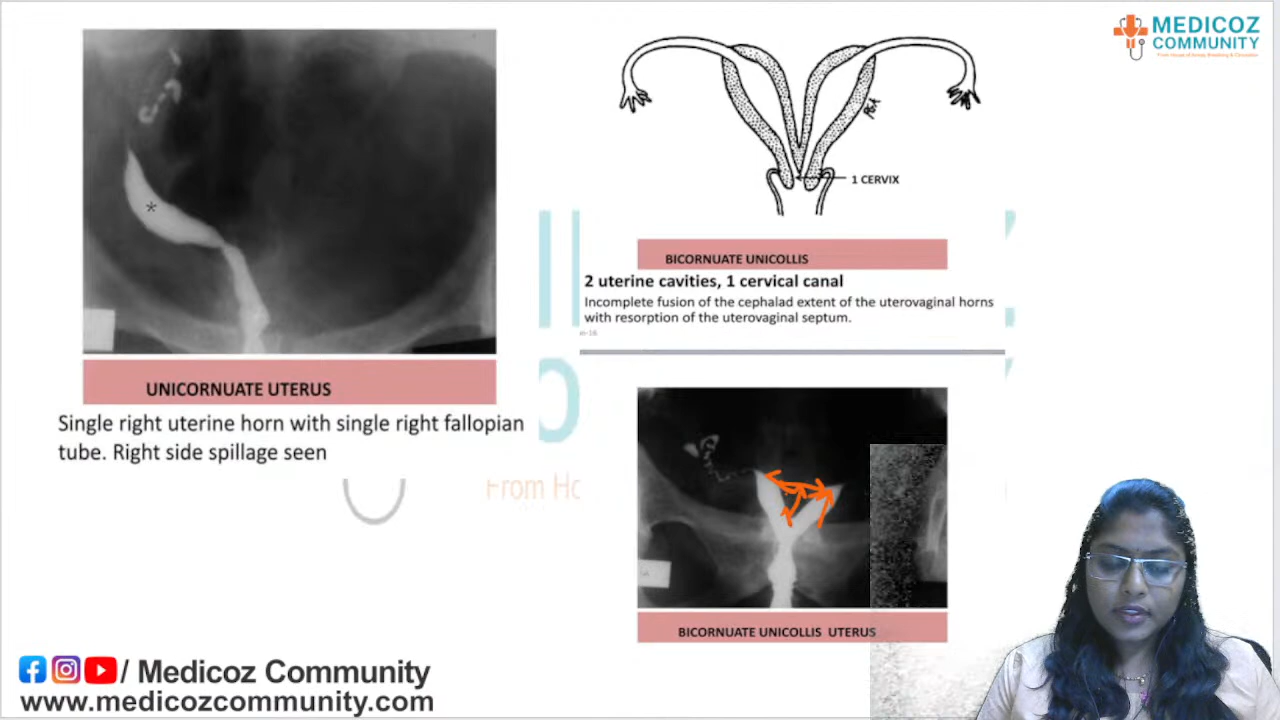 MEDICOZ
COMMUNITY
1 CERVIX
BICORNUATE UNICOLLIS
2 uterine cavities, 1 cervical canal
Incomplete fusion of the cephalad extent of the uterovaginal horns
with resorption of the uterovaginal septum.
*
UNICORNUATE UTERUS
Single right uterine horn with single right fallopian
tube. Right side spillage seen
From Ho
BICORNUATE UNICOLLIS UTERUS
/ Medicoz Community
www.medicozcommunity.com